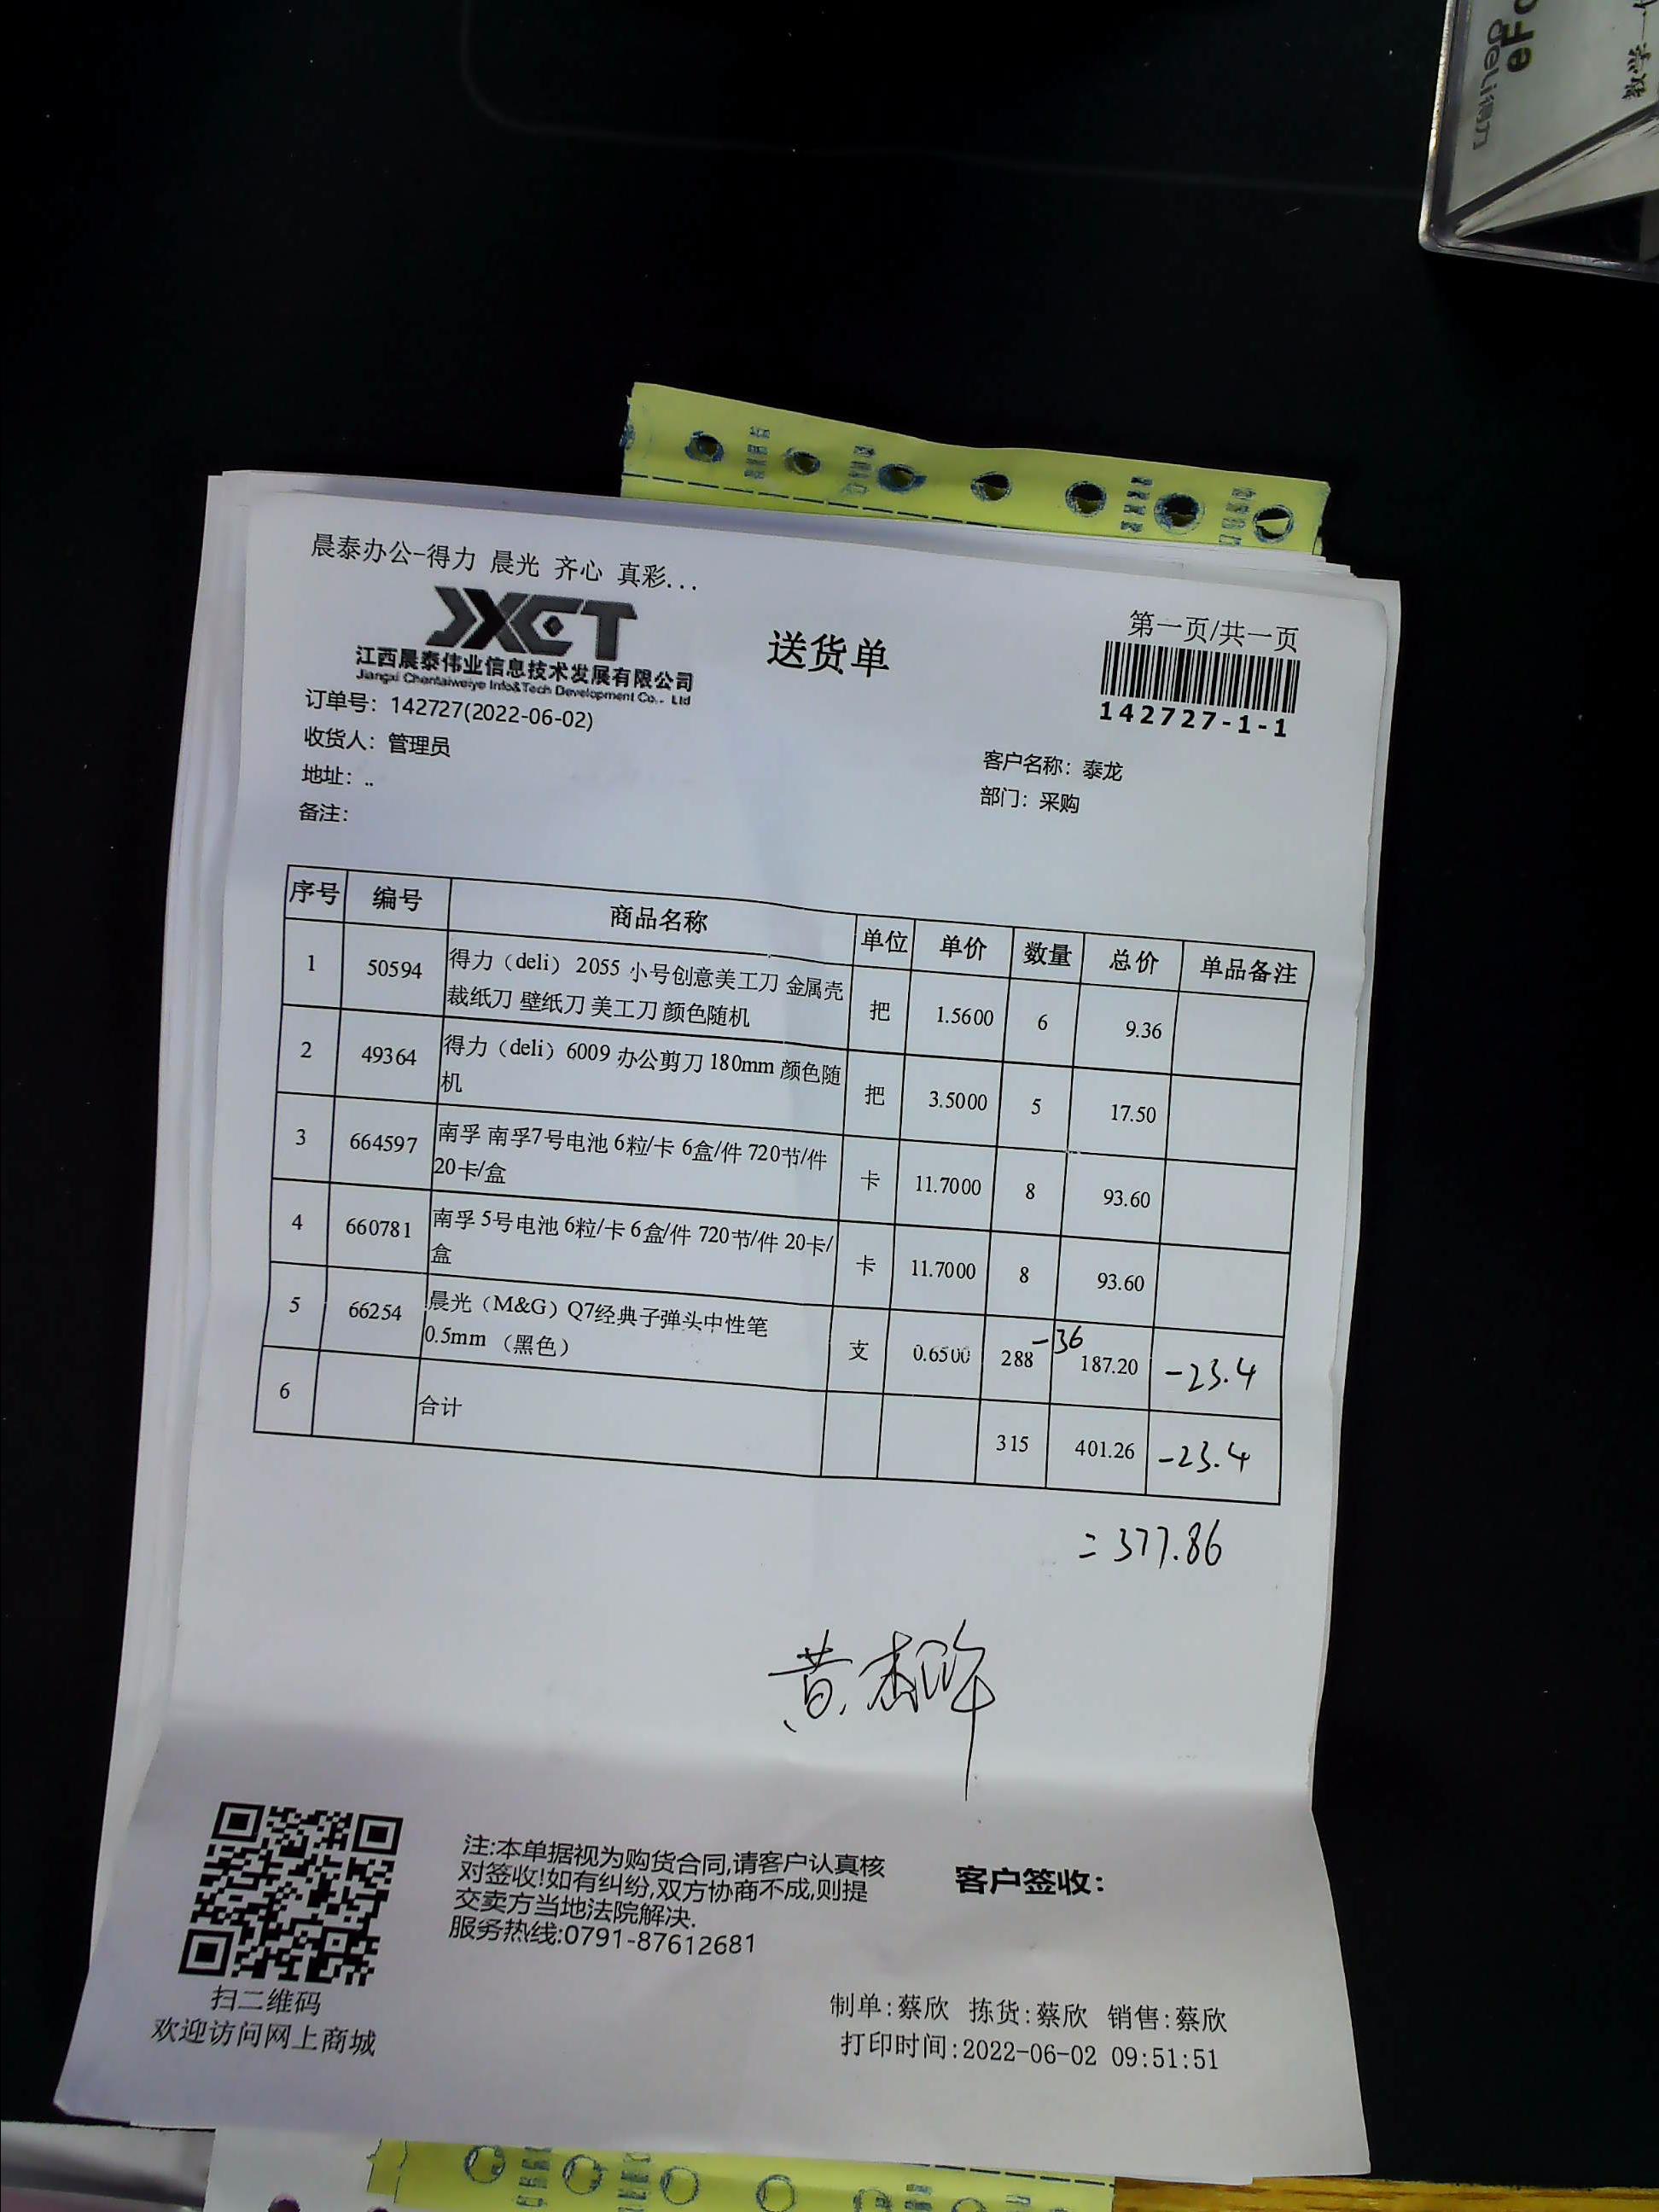 eFo
deli得力
教学一
晨泰办公-得力 晨光 齐心 真彩...
JXCT
江西晨泰伟业信息技术发展有限公司
Jiangxi Chentaiweiye Info&Tech Development Co., Ltd
送货单
第一页/共一页
142727-1-1
订单号：142727(2022-06-02)
收货人：管理员
地址：..
备注：
客户名称：泰龙
部门：采购
序号 编号 商品名称 单位 单价 数量 总价 单品备注
1 50594 得力（deli） 2055 小号创意美工刀 金属壳 把 1.5600 6 9.36
裁纸刀 壁纸刀 美工刀 颜色随机
2 49364 得力（deli）6009 办公剪刀 180mm 颜色随 把 3.5000 5 17.50
机
3 664597 南孚 南孚7号电池 6粒/卡 6盒/件 720节/件 卡 11.7000 8 93.60
20卡/盒
4 660781 南孚 5号电池 6粒/卡 6盒/件 720节/件 20卡/ 卡 11.7000 8 93.60
盒
5 66254 晨光（M&G）Q7经典子弹头中性笔 支 0.6500 288 -36 187.20 -23.4
0.5mm （黑色）
6 合计 315 401.26 -23.4
=377.86
注:本单据视为购货合同,请客户认真核
对签收!如有纠纷,双方协商不成,则提
交卖方当地法院解决.
服务热线:0791-87612681
客户签收：
扫二维码
欢迎访问网上商城
制单:蔡欣 拣货:蔡欣 销售:蔡欣
打印时间:2022-06-02 09:51:51